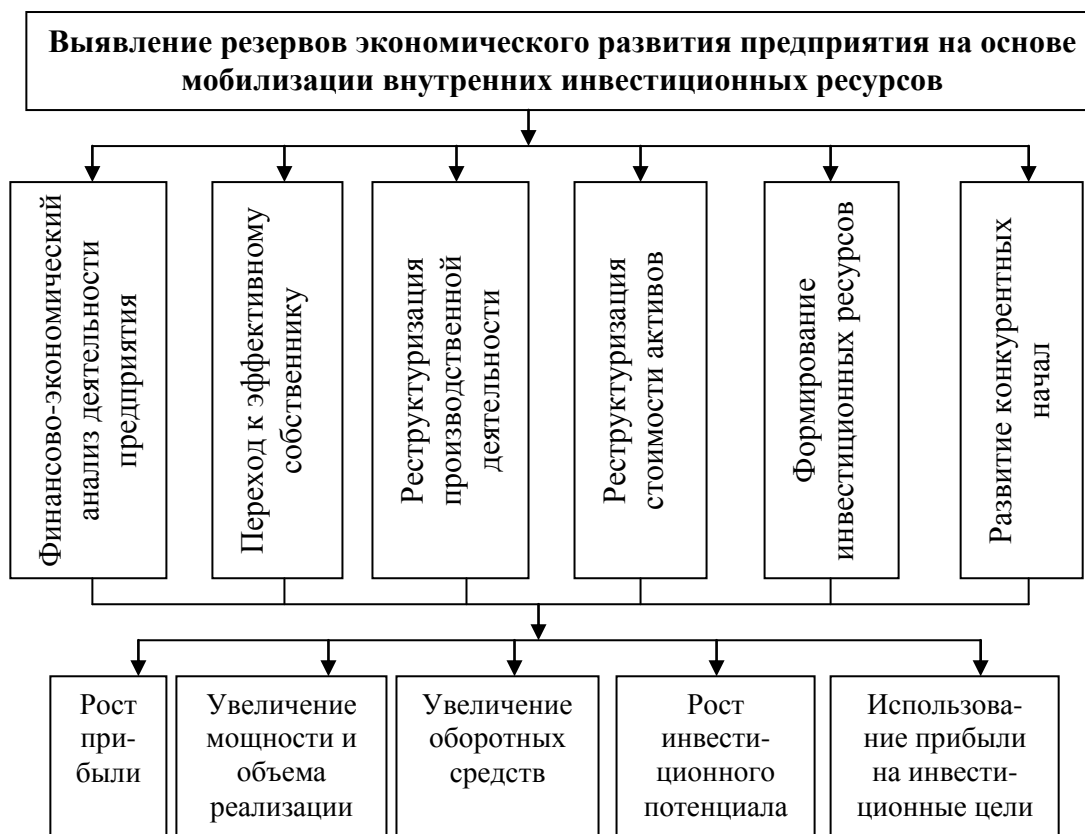 Выявление резервов экономического развития предприятия на основе
мобилизации внутренних инвестиционных ресурсов
Финансово-экономический
анализ деятельности
предприятия
Переход к эффективному
собственнику
Реструктуризация
производственной
деятельности
Реструктуризация
стоимости активов
Формирование
инвестиционных ресурсов
Развитие конкурентных
начал
Рост
при-
были
Увеличение
мощности и
объема
реализации
Увеличение
оборотных
средств
Рост
инвести-
ционного
потенциала
Использова-
ние прибыли
на инвести-
ционные цели